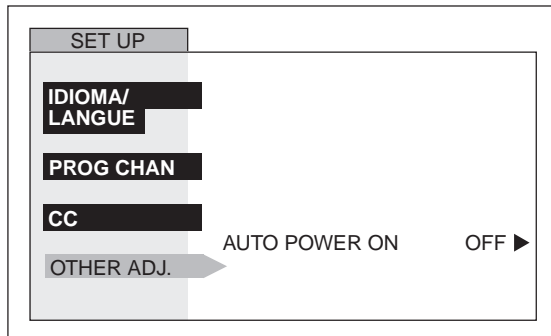 SET UP
IDIOMA/
LANGUE
PROG CHAN
CC
AUTO POWER ON OFF
OTHER ADJ.